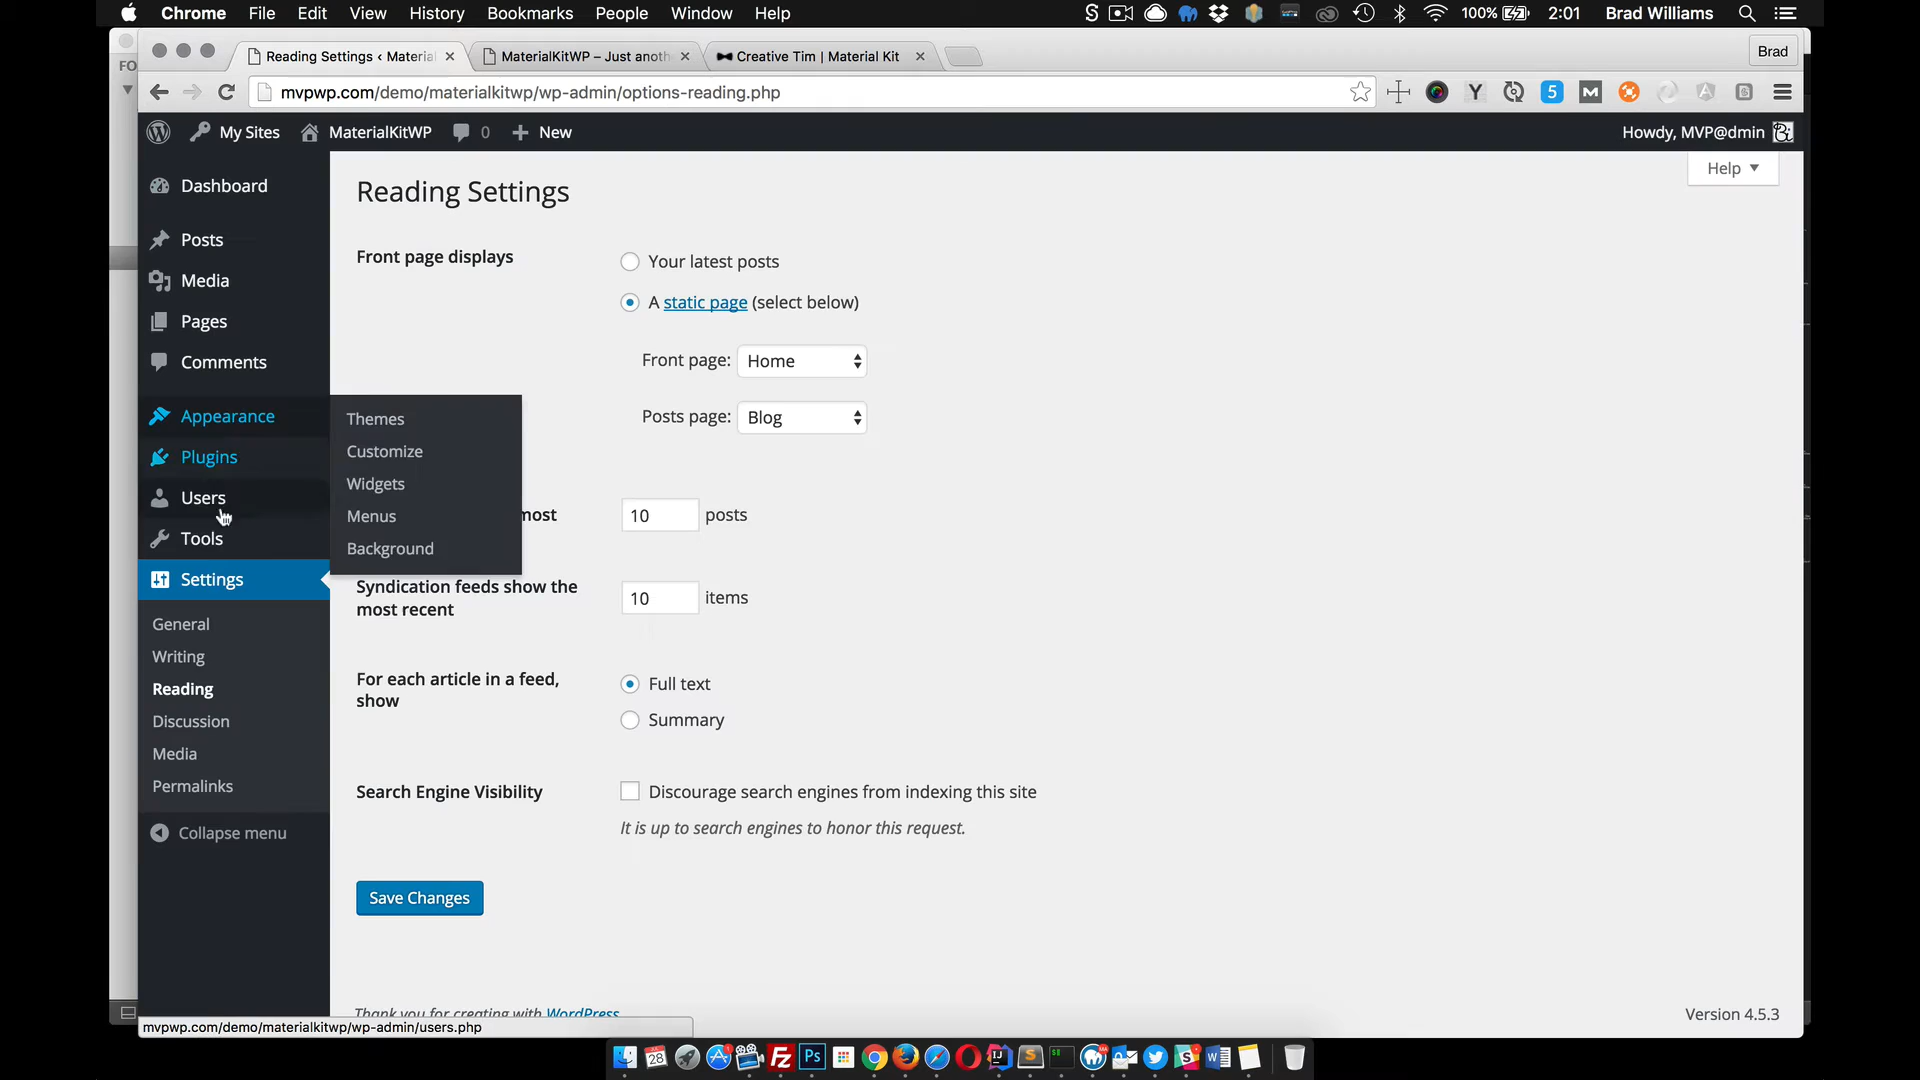 Chrome File Edit View History Bookmarks People Window Help 100% 2:01 Brad Williams
FO
Reading Settings ‹ Materia
MaterialKitWP – Just anoth
Creative Tim | Material Kit
Brad
mvpwp.com/demo/materialkitwp/wp-admin/options-reading.php
My Sites MaterialKitWP 0 New Howdy, MVP@dmin
Help
Dashboard
Posts
Media
Pages
Comments
Appearance
Plugins
Users
Tools
Settings
General
Writing
Reading
Discussion
Media
Permalinks
Collapse menu
Themes
Customize
Widgets
Menus
Background
Reading Settings
Front page displays
Your latest posts
A static page (select below)
Front page: Home
Posts page: Blog
most
10 posts
Syndication feeds show the
most recent
10 items
For each article in a feed,
show
Full text
Summary
Search Engine Visibility
Discourage search engines from indexing this site
It is up to search engines to honor this request.
Save Changes
Thank you for creating with WordPress
Version 4.5.3
mvpwp.com/demo/materialkitwp/wp-admin/users.php